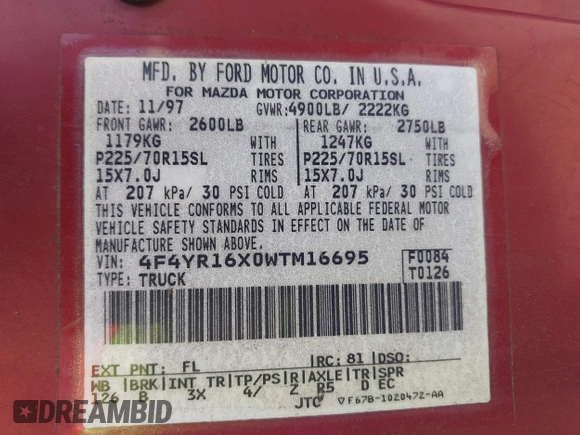 MFD. BY FORD MOTOR CO. IN U.S.A.
FOR MAZDA MOTOR CORPORATION
DATE: 11/97 GVWR:4900LB/ 2222KG
FRONT GAWR: 2600LB REAR GAWR: 2750LB
1179KG WITH 1247KG WITH
P225/70R15SL TIRES P225/70R15SL TIRES
15X7.0J RIMS 15X7.0J RIMS
AT 207 kPa/ 30 PSI COLD AT 207 kPa/ 30 PSI COLD
THIS VEHICLE CONFORMS TO ALL APPLICABLE FEDERAL MOTOR
VEHICLE SAFETY STANDARDS IN EFFECT ON THE DATE OF
MANUFACTURE SHOWN ABOVE.
VIN: 4F4YR16X0WTM16695 F0084
TYPE: TRUCK T0126
EXT PNT: FL RC: 81 DSO:
WB BRK INT TR TP/PS R AXLE TR SPR
126 B 3X 4/ Z R5 D EC
JTC F67B-1020472-AA
DREAMBID